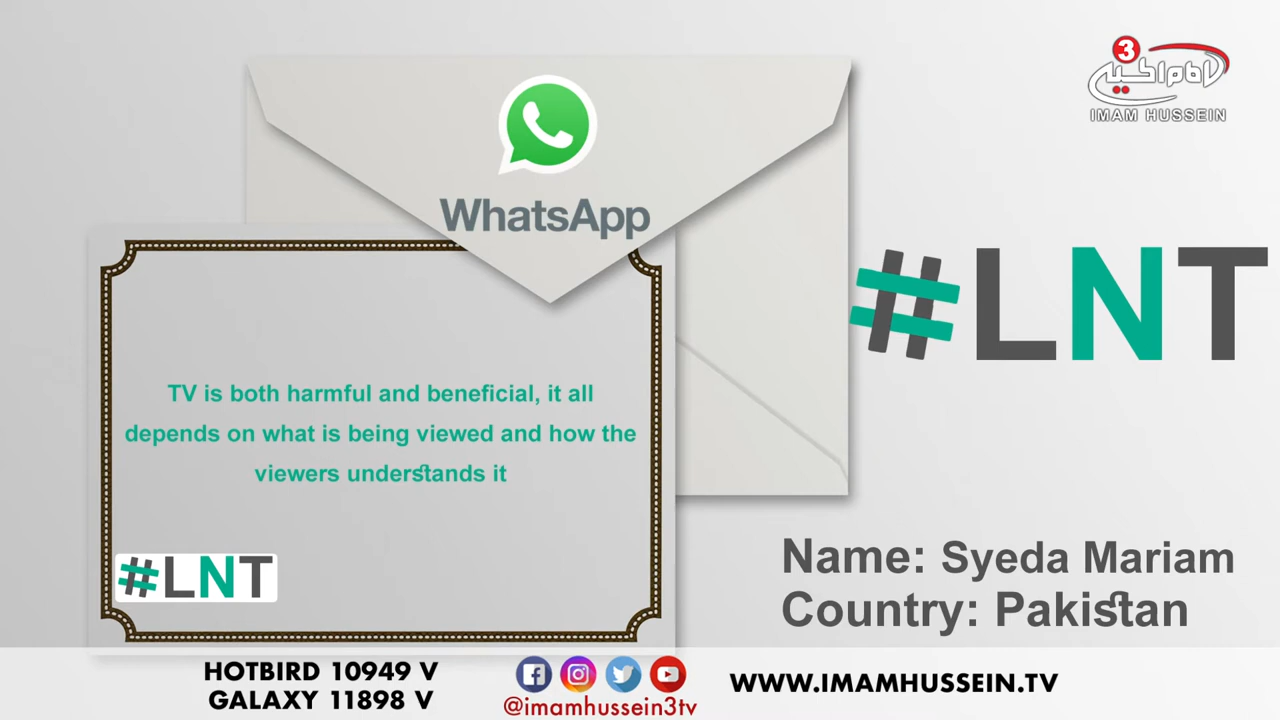 3
IMAM HUSSEIN
WhatsApp
#LNT
TV is both harmful and beneficial, it all
depends on what is being viewed and how the
viewers understands it
#LNT
Name: Syeda Mariam
Country: Pakistan
HOTBIRD 10949 V
GALAXY 11898 V
@imamhussein3tv
WWW.IMAMHUSSEIN.TV